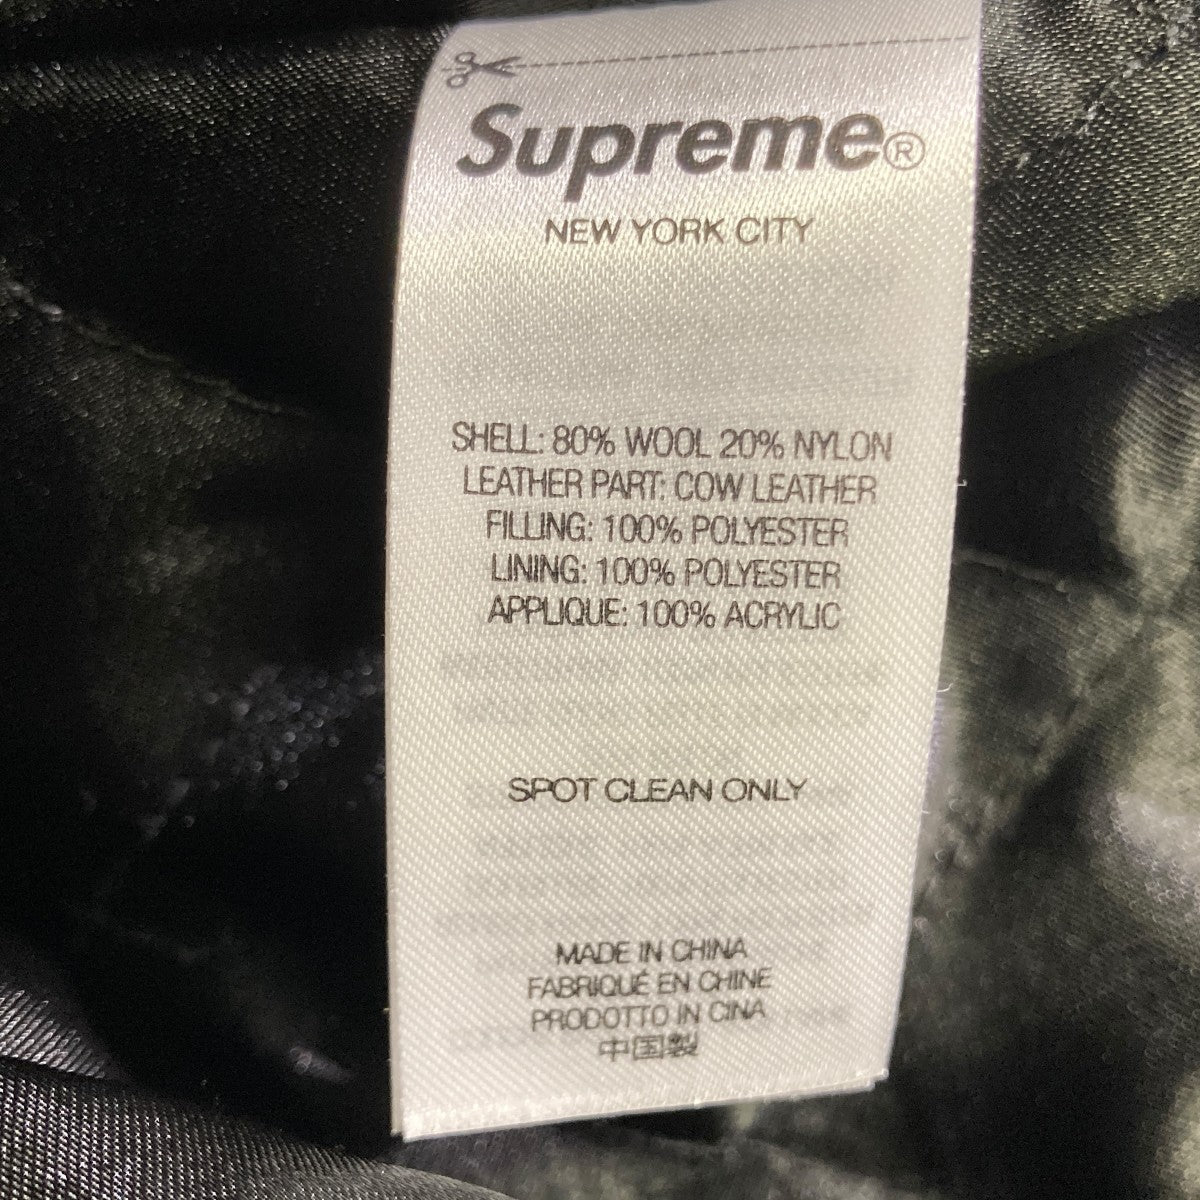 Supreme®
NEW YORK CITY
SHELL: 80% WOOL 20% NYLON
LEATHER PART: COW LEATHER
FILLING: 100% POLYESTER
LINING: 100% POLYESTER
APPLIQUE: 100% ACRYLIC
SPOT CLEAN ONLY
MADE IN CHINA
FABRIQUÉ EN CHINE
PRODOTTO IN CINA
中国製